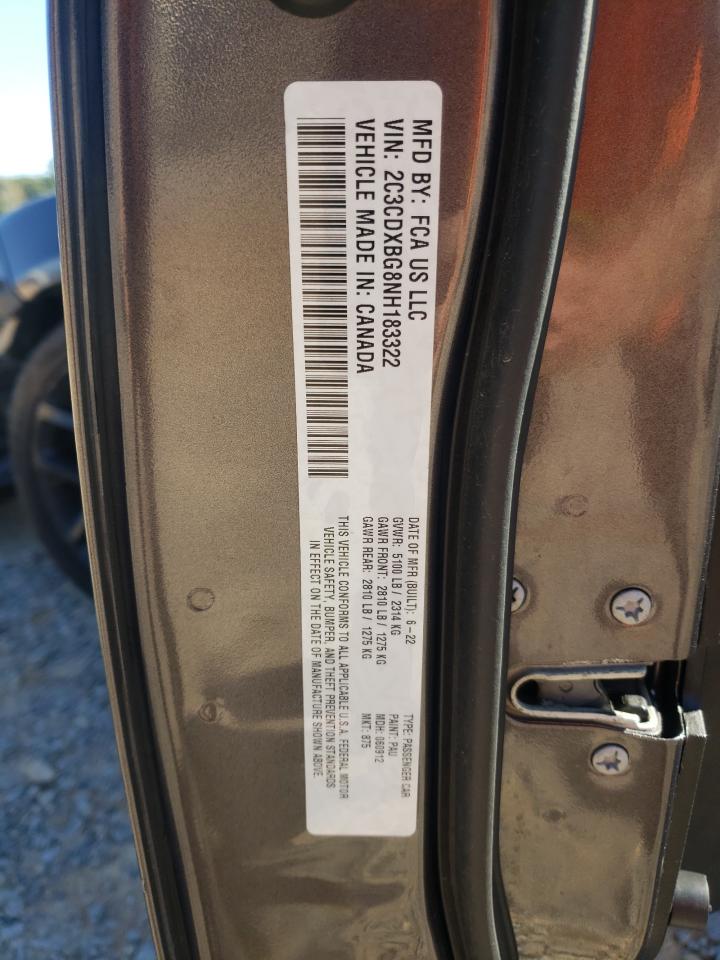 MFD BY: FCA US LLC
VIN: 2C3CDXBG8NH183322
VEHICLE MADE IN: CANADA
DATE OF MFR (BUILT): 6-22
GVWR: 5100 LB / 2314 KG
GAWR FRONT: 2810 LB / 1275 KG
GAWR REAR: 2810 LB / 1275 KG
TYPE: PASSENGER CAR
PAINT: PAU
MDH: 060912
MKT: 875
THIS VEHICLE CONFORMS TO ALL APPLICABLE U.S.A. FEDERAL MOTOR
VEHICLE SAFETY, BUMPER, AND THEFT PREVENTION STANDARDS
IN EFFECT ON THE DATE OF MANUFACTURE SHOWN ABOVE.